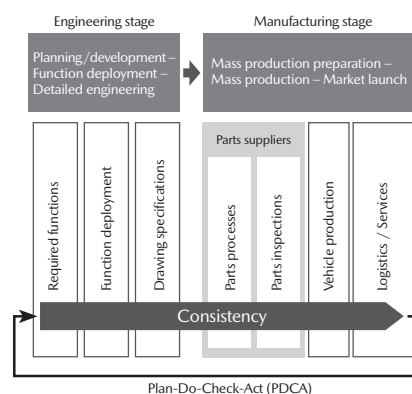 Engineering stage
Manufacturing stage
Planning/development –
Function deployment –
Detailed engineering
Mass production preparation –
Mass production – Market launch
Parts suppliers
Required functions
Function deployment
Drawing specifications
Parts processes
Parts inspections
Vehicle production
Logistics / Services
Consistency
Plan-Do-Check-Act (PDCA)